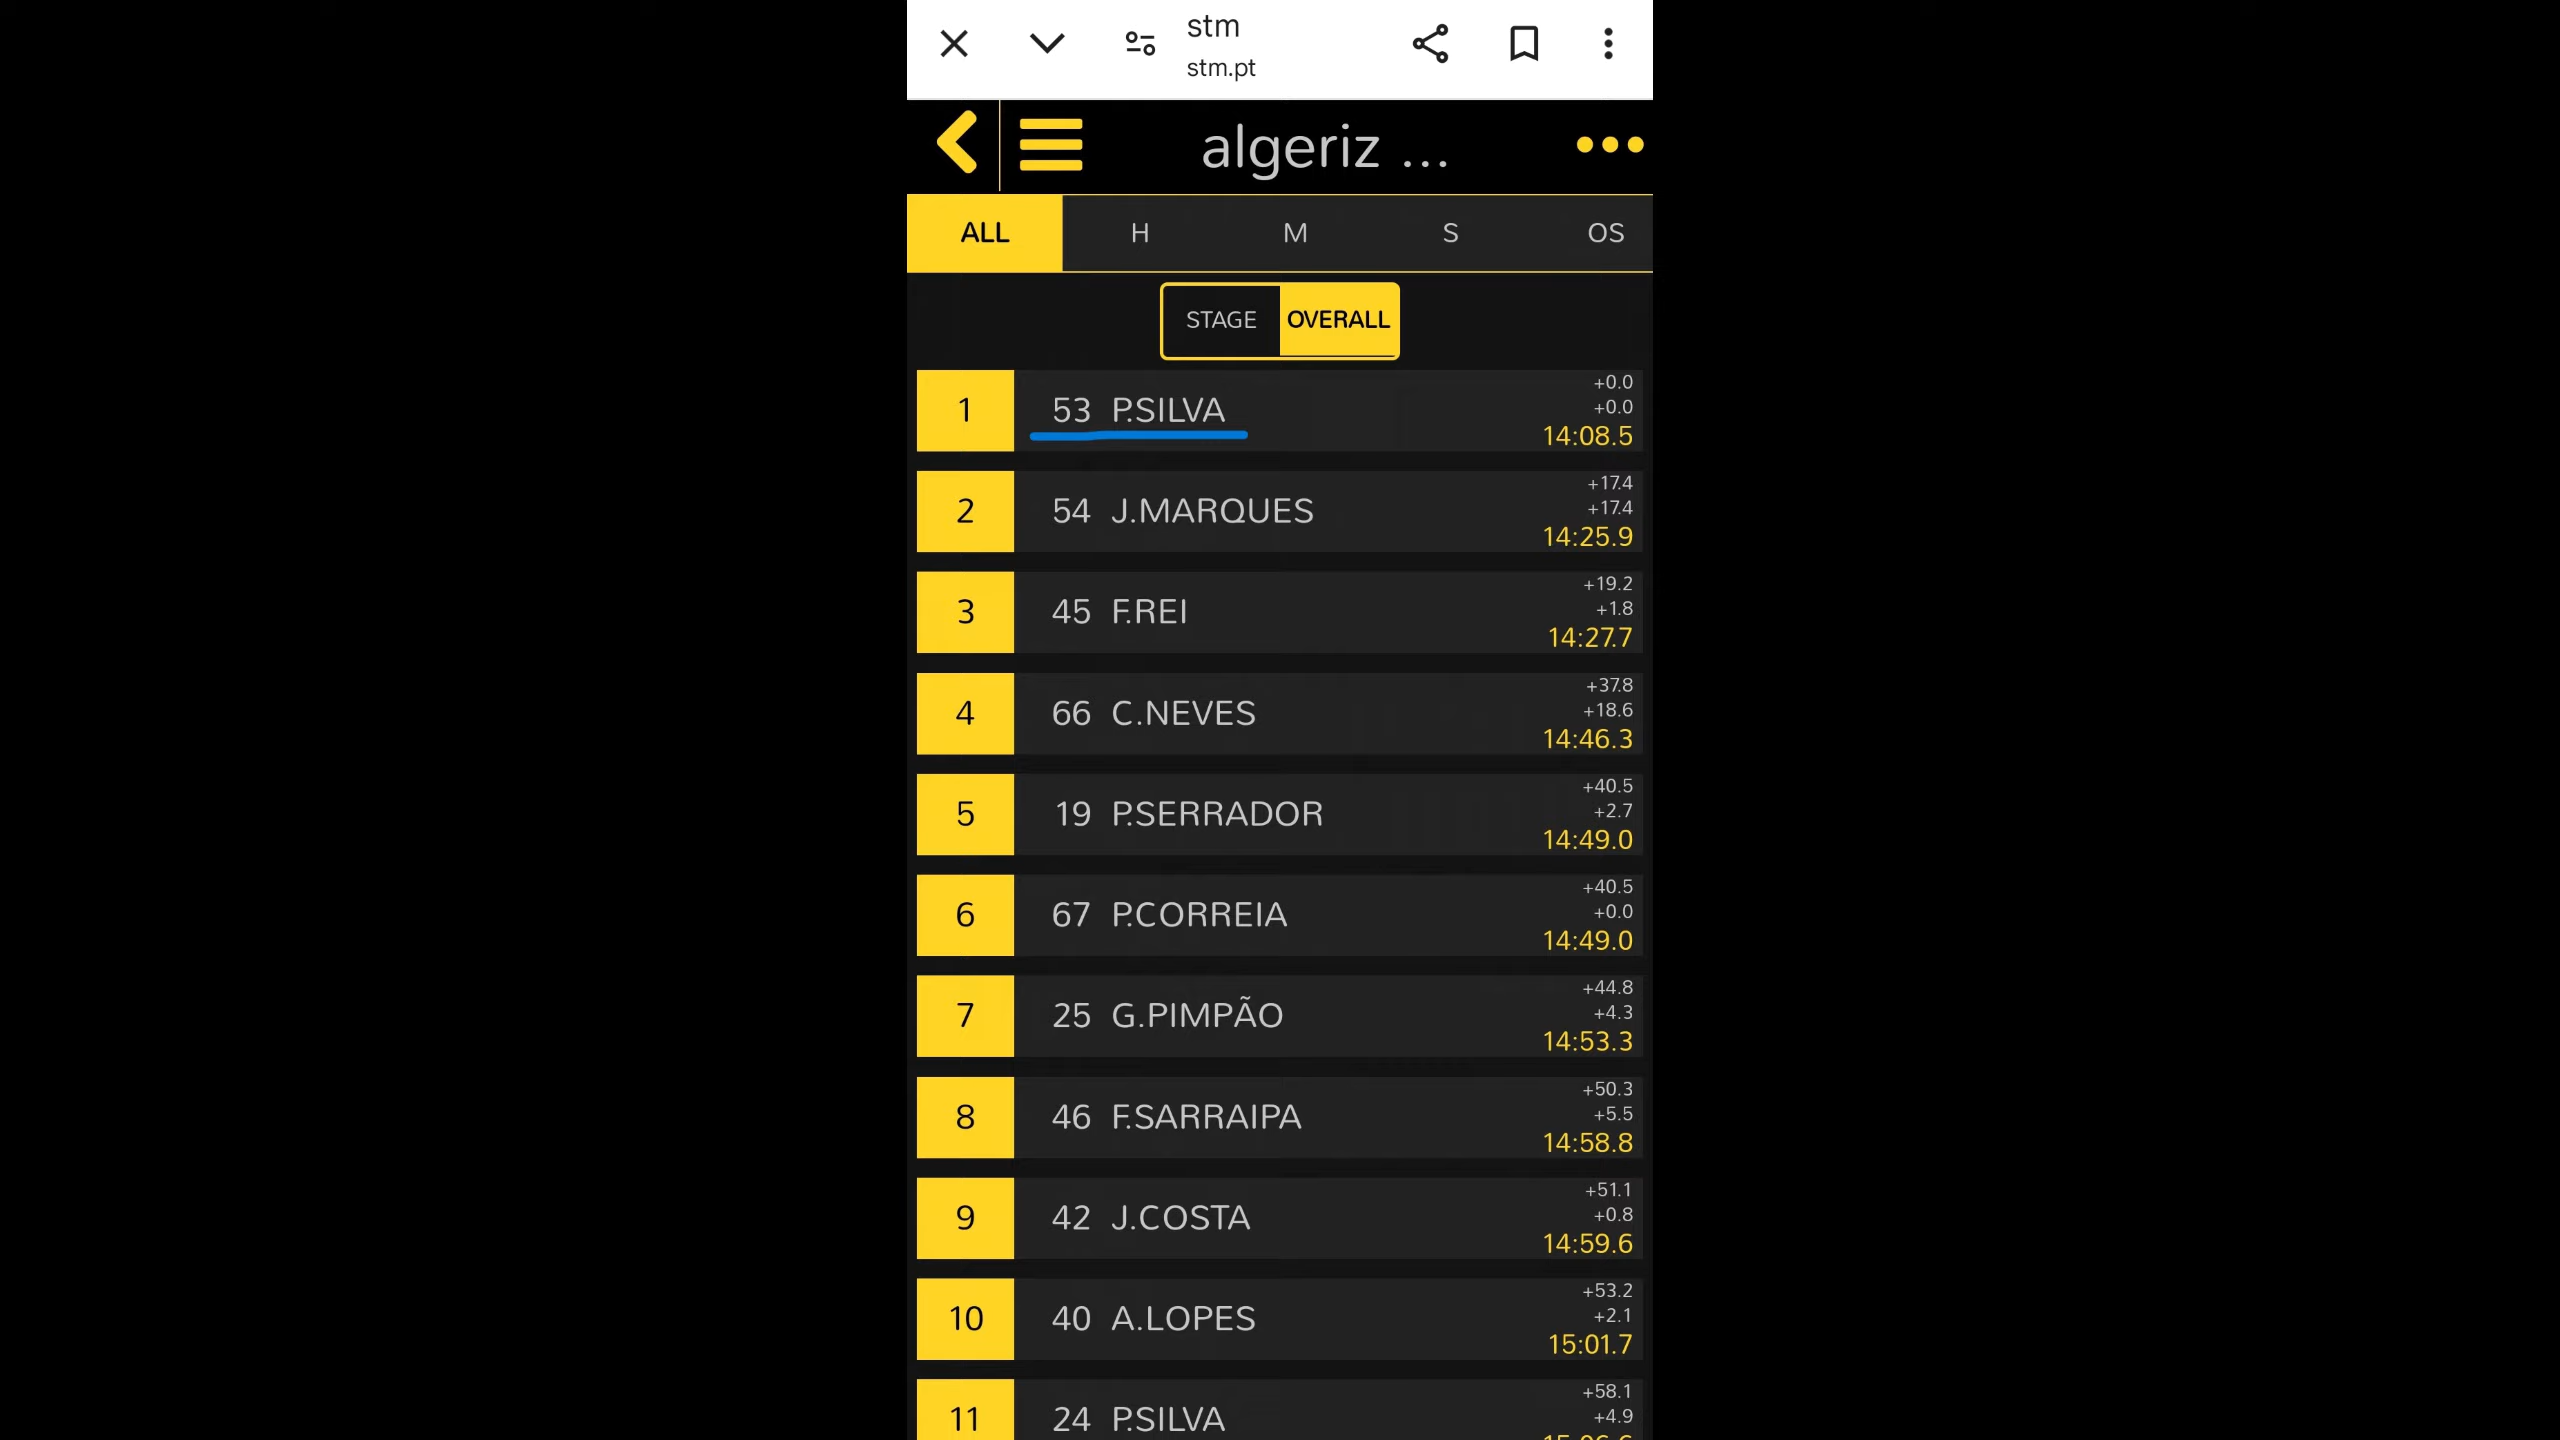 stm
stm.pt
algeriz ...
ALL H M S OS
STAGE OVERALL
1 53 P.SILVA +0.0
+0.0
14:08.5
2 54 J.MARQUES +17.4
+17.4
14:25.9
3 45 F.REI +19.2
+1.8
14:27.7
4 66 C.NEVES +37.8
+18.6
14:46.3
5 19 P.SERRADOR +40.5
+2.7
14:49.0
6 67 P.CORREIA +40.5
+0.0
14:49.0
7 25 G.PIMPÃO +44.8
+4.3
14:53.3
8 46 F.SARRAIPA +50.3
+5.5
14:58.8
9 42 J.COSTA +51.1
+0.8
14:59.6
10 40 A.LOPES +53.2
+2.1
15:01.7
11 24 P.SILVA +58.1
+4.9